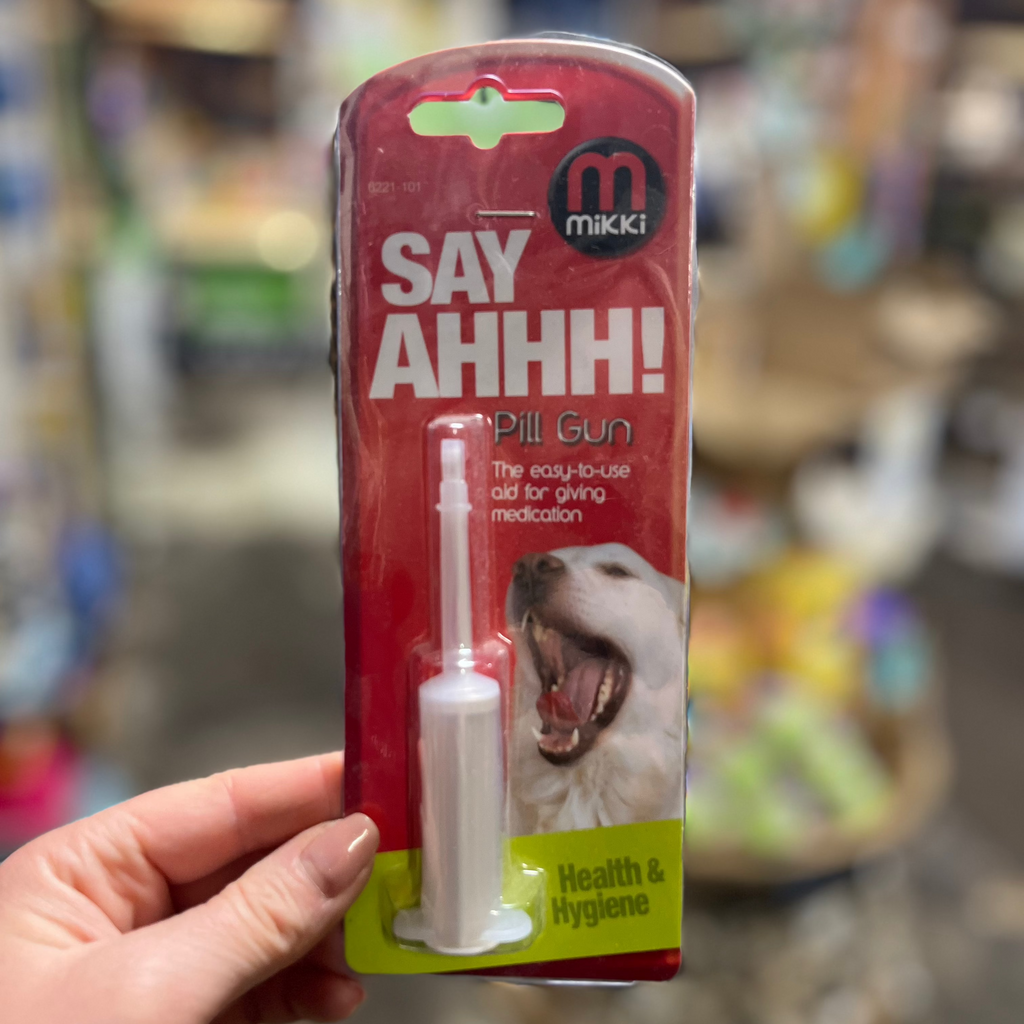 6221-101
m
miKKi
SAY
AHHH!
Pill Gun
The easy-to-use
aid for giving
medication
Health &
Hygiene